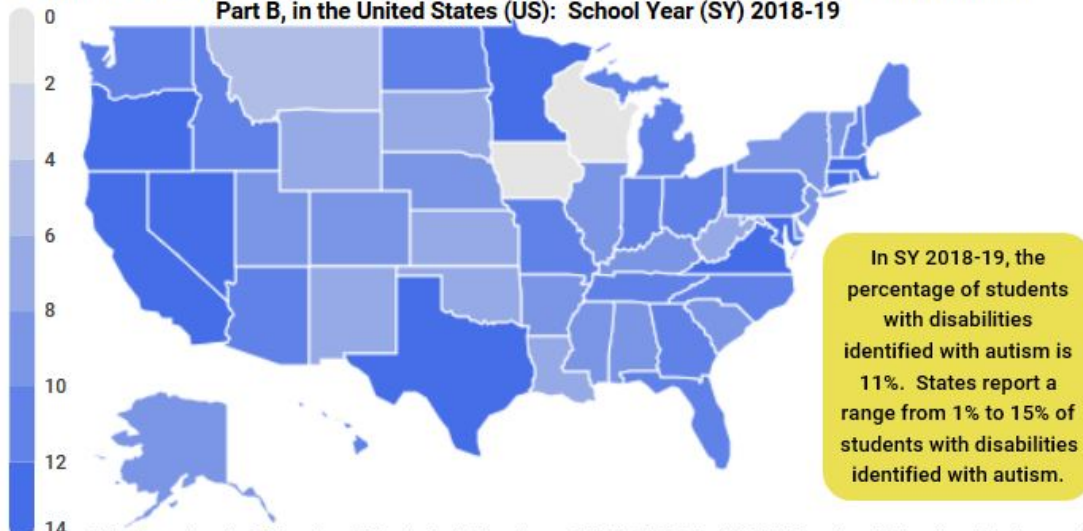 Part B, in the United States (US): School Year (SY) 2018-19
0
2
4
6
8
10
12
14
In SY 2018-19, the
percentage of students
with disabilities
identified with autism is
11%. States report a
range from 1% to 15% of
students with disabilities
identified with autism.